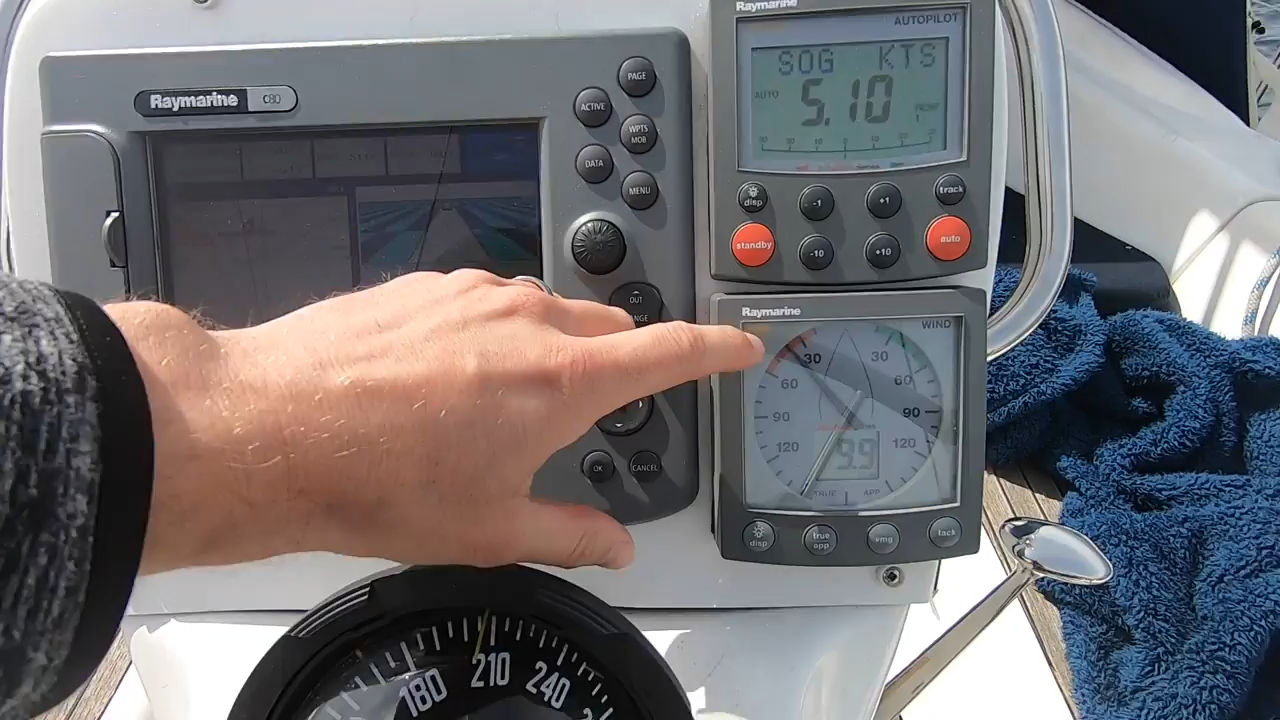 Raymarine
AUTOPILOT
SOG KTS
AUTO
5.10
Raymarine C80
PAGE
ACTIVE
WPTS
MOB
DATA
MENU
OUT
disp
-1
+1
track
standby
-10
+10
auto
Raymarine
WIND
30 30
60 60
90 90
120 120
9.9
TRUE APP
disp
true
app
vmg
tack
OK
CANCEL
180 210 240